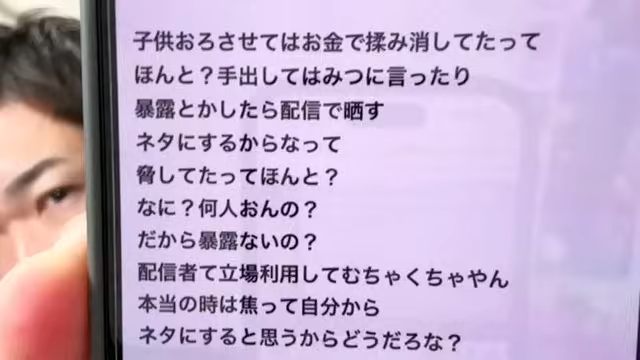 子供おろさせてはお金で揉み消してたって
ほんと？手出してはみつに言ったり
暴露とかしたら配信で晒す
ネタにするからなって
脅してたってほんと？
なに？何人おんの？
だから暴露ないの？
配信者て立場利用してむちゃくちゃやん
本当の時は焦って自分から
ネタにすると思うからどうだろな？